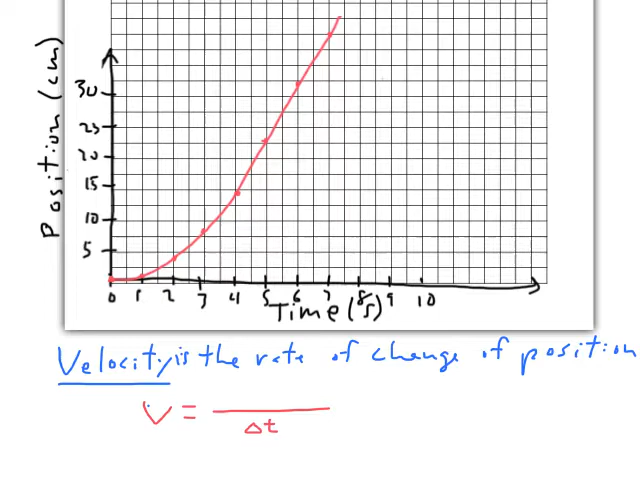 Position (cm)
30
25
20
15
10
5
0 1 2 3 4 5 6 7 8 9 10
Time (s)
Velocity is the rate of change of position
V = ――― Δt